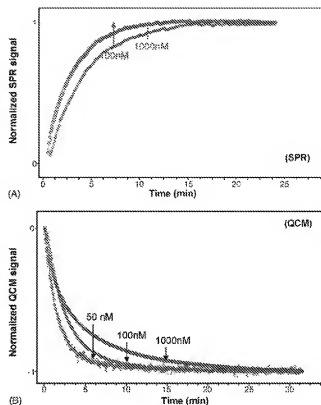 Normalized SPR signal
1
0
100nM
1000nM
(SPR)
0
5
10
15
20
25
(A)
Time (min)
Normalized QCM signal
0
-1
(QCM)
50 nM
100nM
1000nM
0
5
10
15
20
25
30
(B)
Time (min)